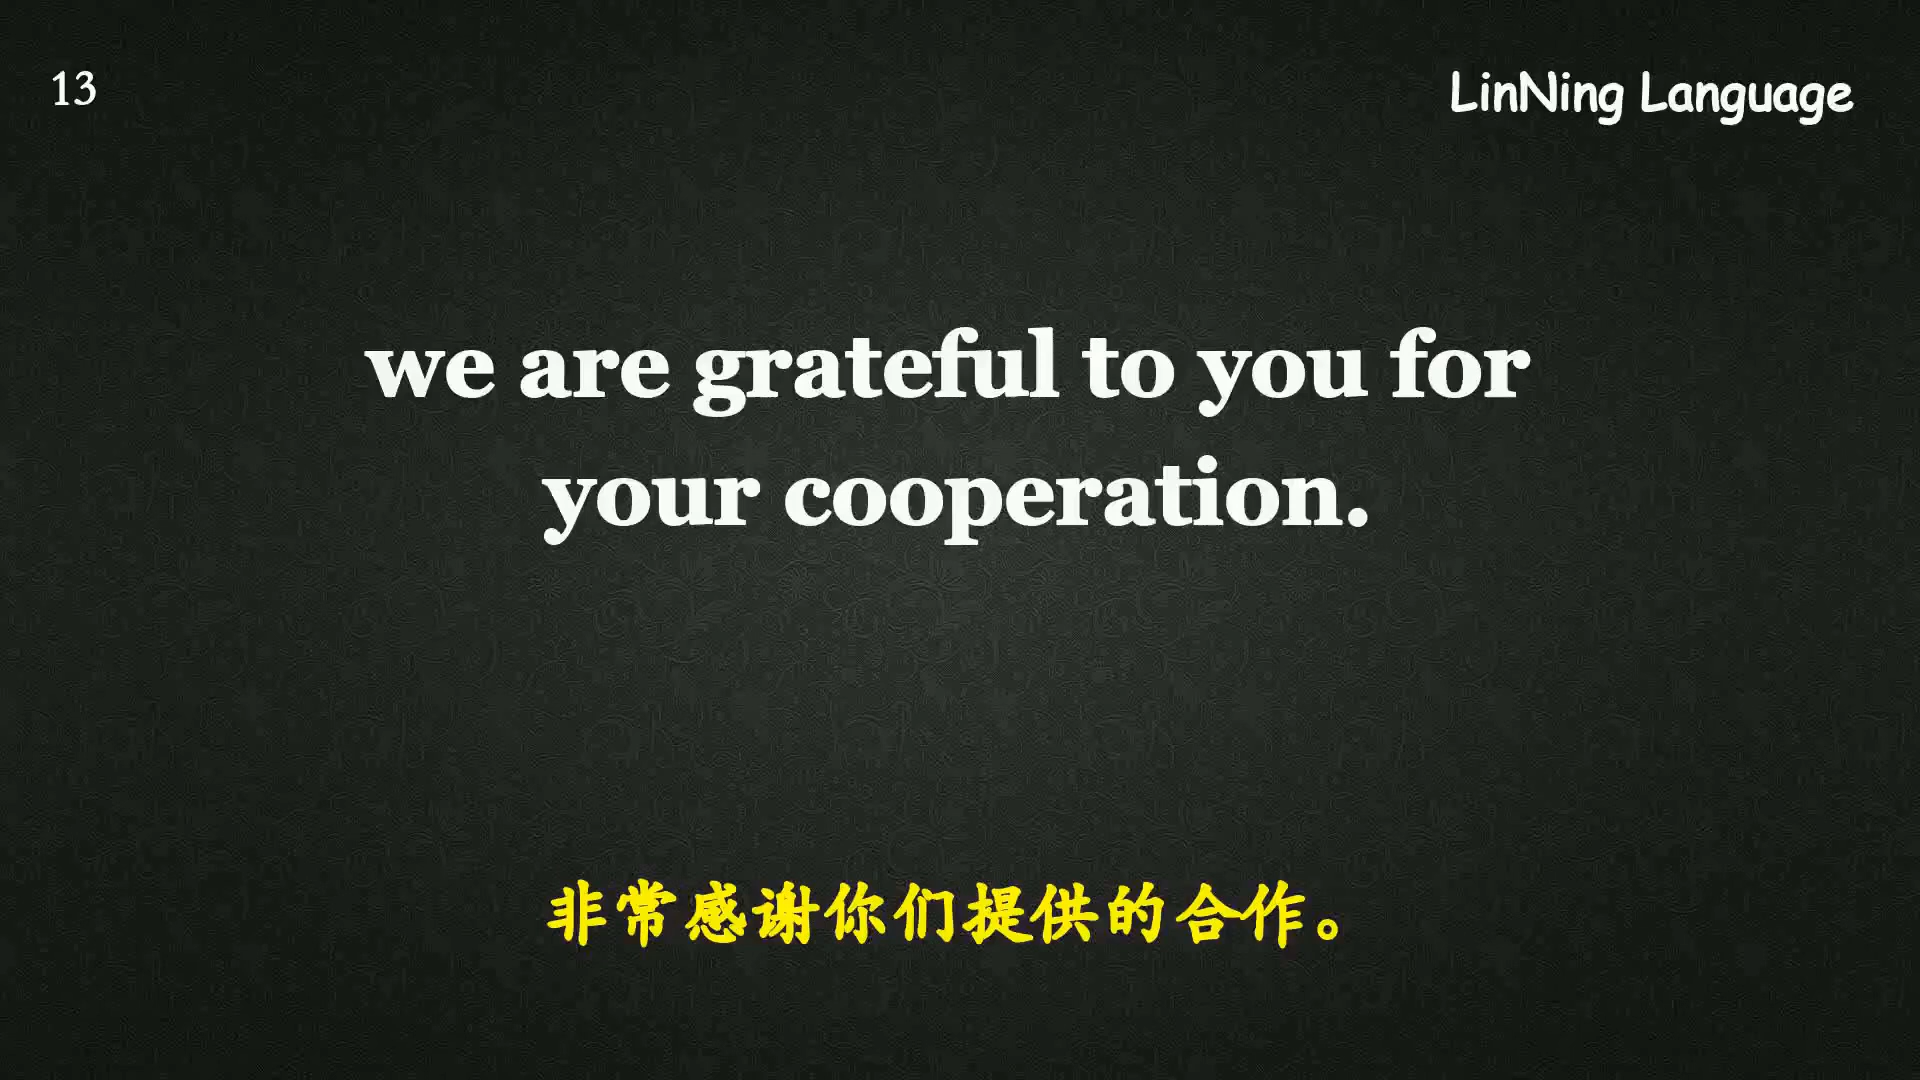 13
LinNing Language
we are grateful to you for
your cooperation.
非常感谢你们提供的合作。